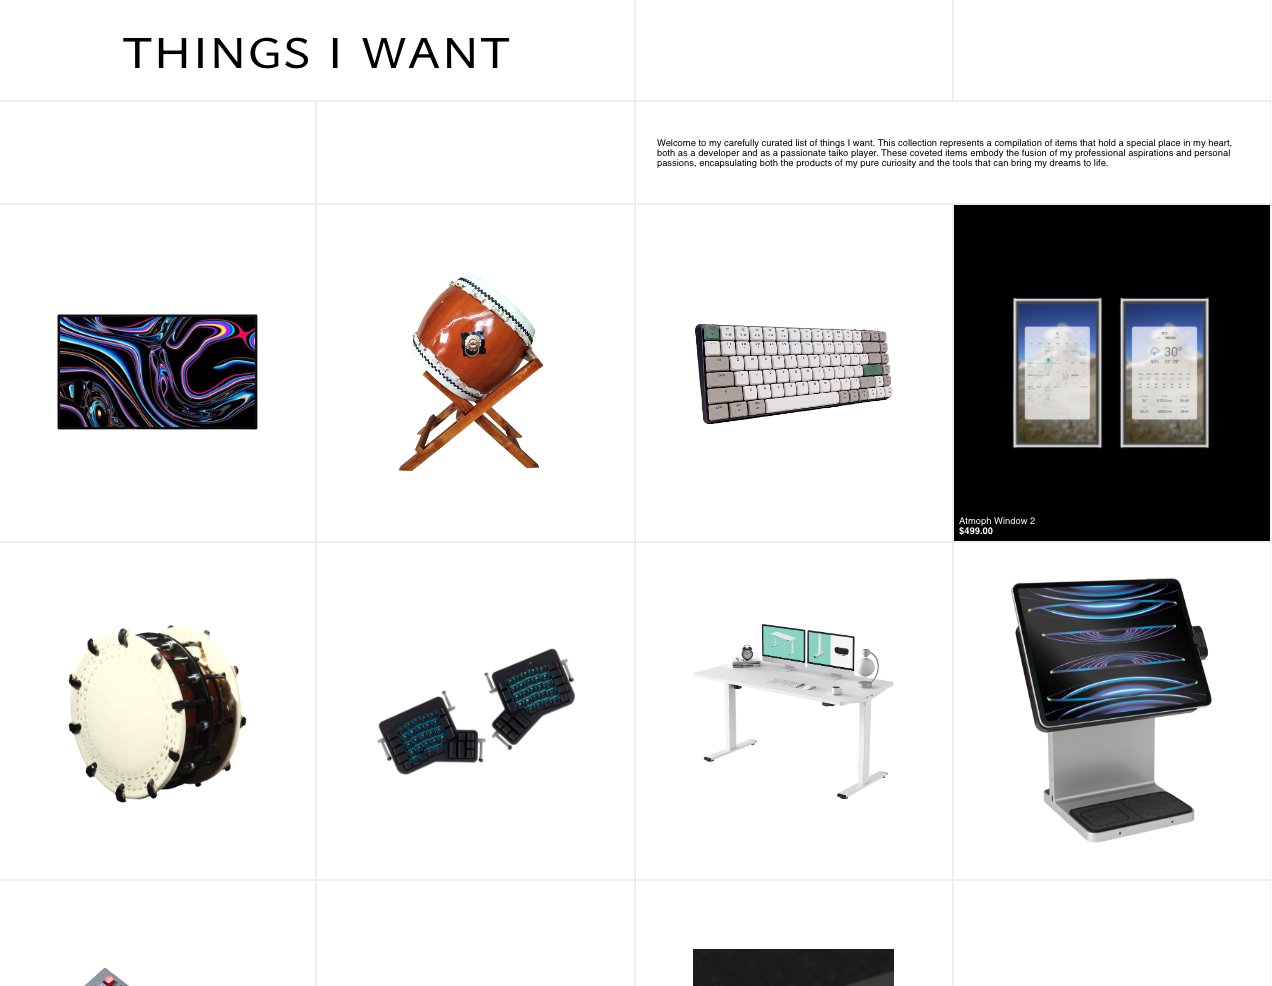 THINGS I WANT
Welcome to my carefully curated list of things I want. This collection represents a compilation of items that hold a special place in my heart,
both as a developer and as a passionate taiko player. These coveted items embody the fusion of my professional aspirations and personal
passions, encapsulating both the products of my pure curiosity and the tools that can bring my dreams to life.
30°
Atmoph Window 2
$499.00